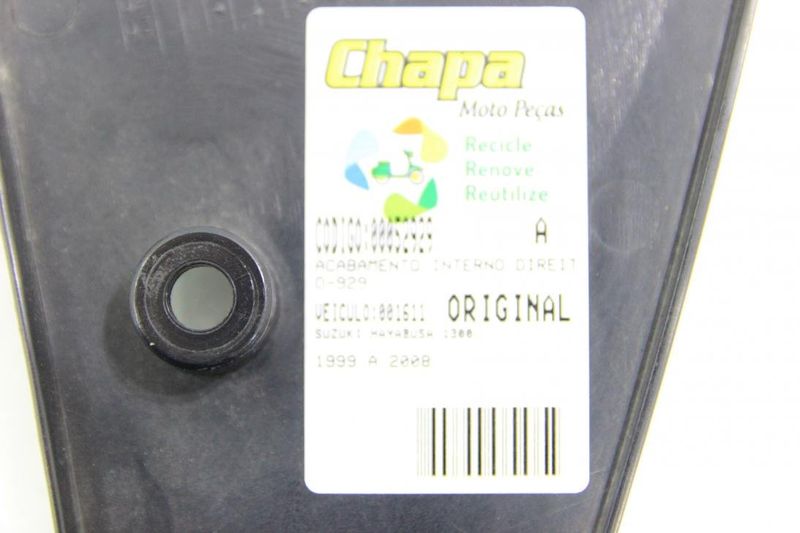 Chapa
Moto Peças
Recicle
Renove
Reutilize
CODIGO:00052929 A
ACABAMENTO INTERNO DIREIT
O-929
VEICULO:001611 ORIGINAL
SUZUKI HAYABUSA 1300
1999 A 2008